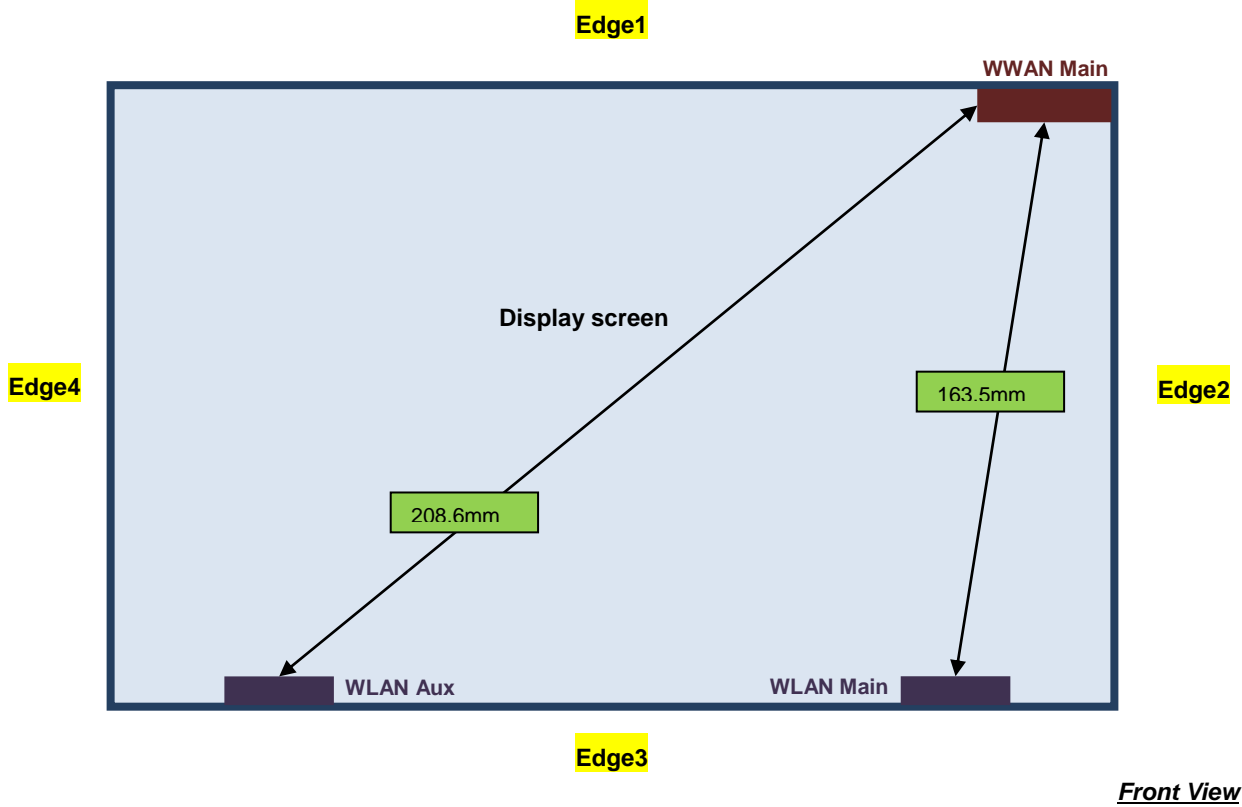 Edge1
WWAN Main
Display screen
Edge4
163.5mm
Edge2
208.6mm
WLAN Aux
WLAN Main
Edge3
Front View